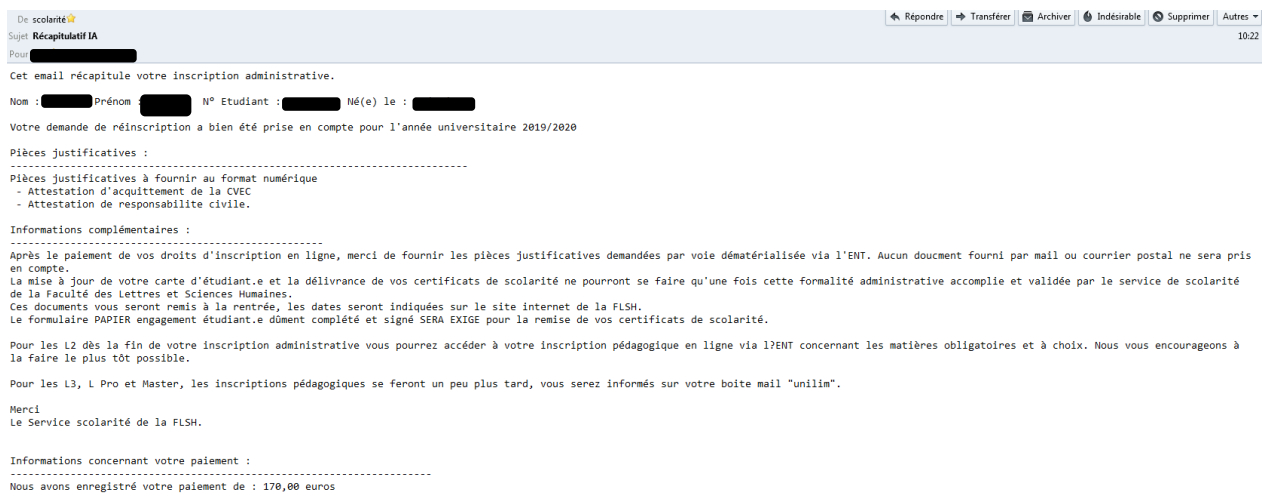 De scolarité
Répondre Transférer Archiver Indésirable Supprimer Autres
Sujet Récapitulatif IA
10:22
Pour
Cet email récapitule votre inscription administrative.
Nom : Prénom : N° Etudiant : Né(e) le :
Votre demande de réinscription a bien été prise en compte pour l'année universitaire 2019/2020
Pièces justificatives :
-------------------------------------------------------------------------
Pièces justificatives à fournir au format numérique
- Attestation d'acquittement de la CVEC
- Attestation de responsabilite civile.
Informations complémentaires :
--------------------------------------------------
Après le paiement de vos droits d'inscription en ligne, merci de fournir les pièces justificatives demandées par voie dématérialisée via l'ENT. Aucun doucment fourni par mail ou courrier postal ne sera pris
en compte.
La mise à jour de votre carte d'étudiant.e et la délivrance de vos certificats de scolarité ne pourront se faire qu'une fois cette formalité administrative accomplie et validée par le service de scolarité
de la Faculté des Lettres et Sciences Humaines.
Ces documents vous seront remis à la rentrée, les dates seront indiquées sur le site internet de la FLSH.
Le formulaire PAPIER engagement étudiant.e dûment complété et signé SERA EXIGE pour la remise de vos certificats de scolarité.
Pour les L2 dès la fin de votre inscription administrative vous pourrez accéder à votre inscription pédagogique en ligne via l?ENT concernant les matières obligatoires et à choix. Nous vous encourageons à
la faire le plus tôt possible.
Pour les L3, L Pro et Master, les inscriptions pédagogiques se feront un peu plus tard, vous serez informés sur votre boite mail "unilim".
Merci
Le Service scolarité de la FLSH.
Informations concernant votre paiement :
-------------------------------------------------------------------
Nous avons enregistré votre paiement de : 170,00 euros